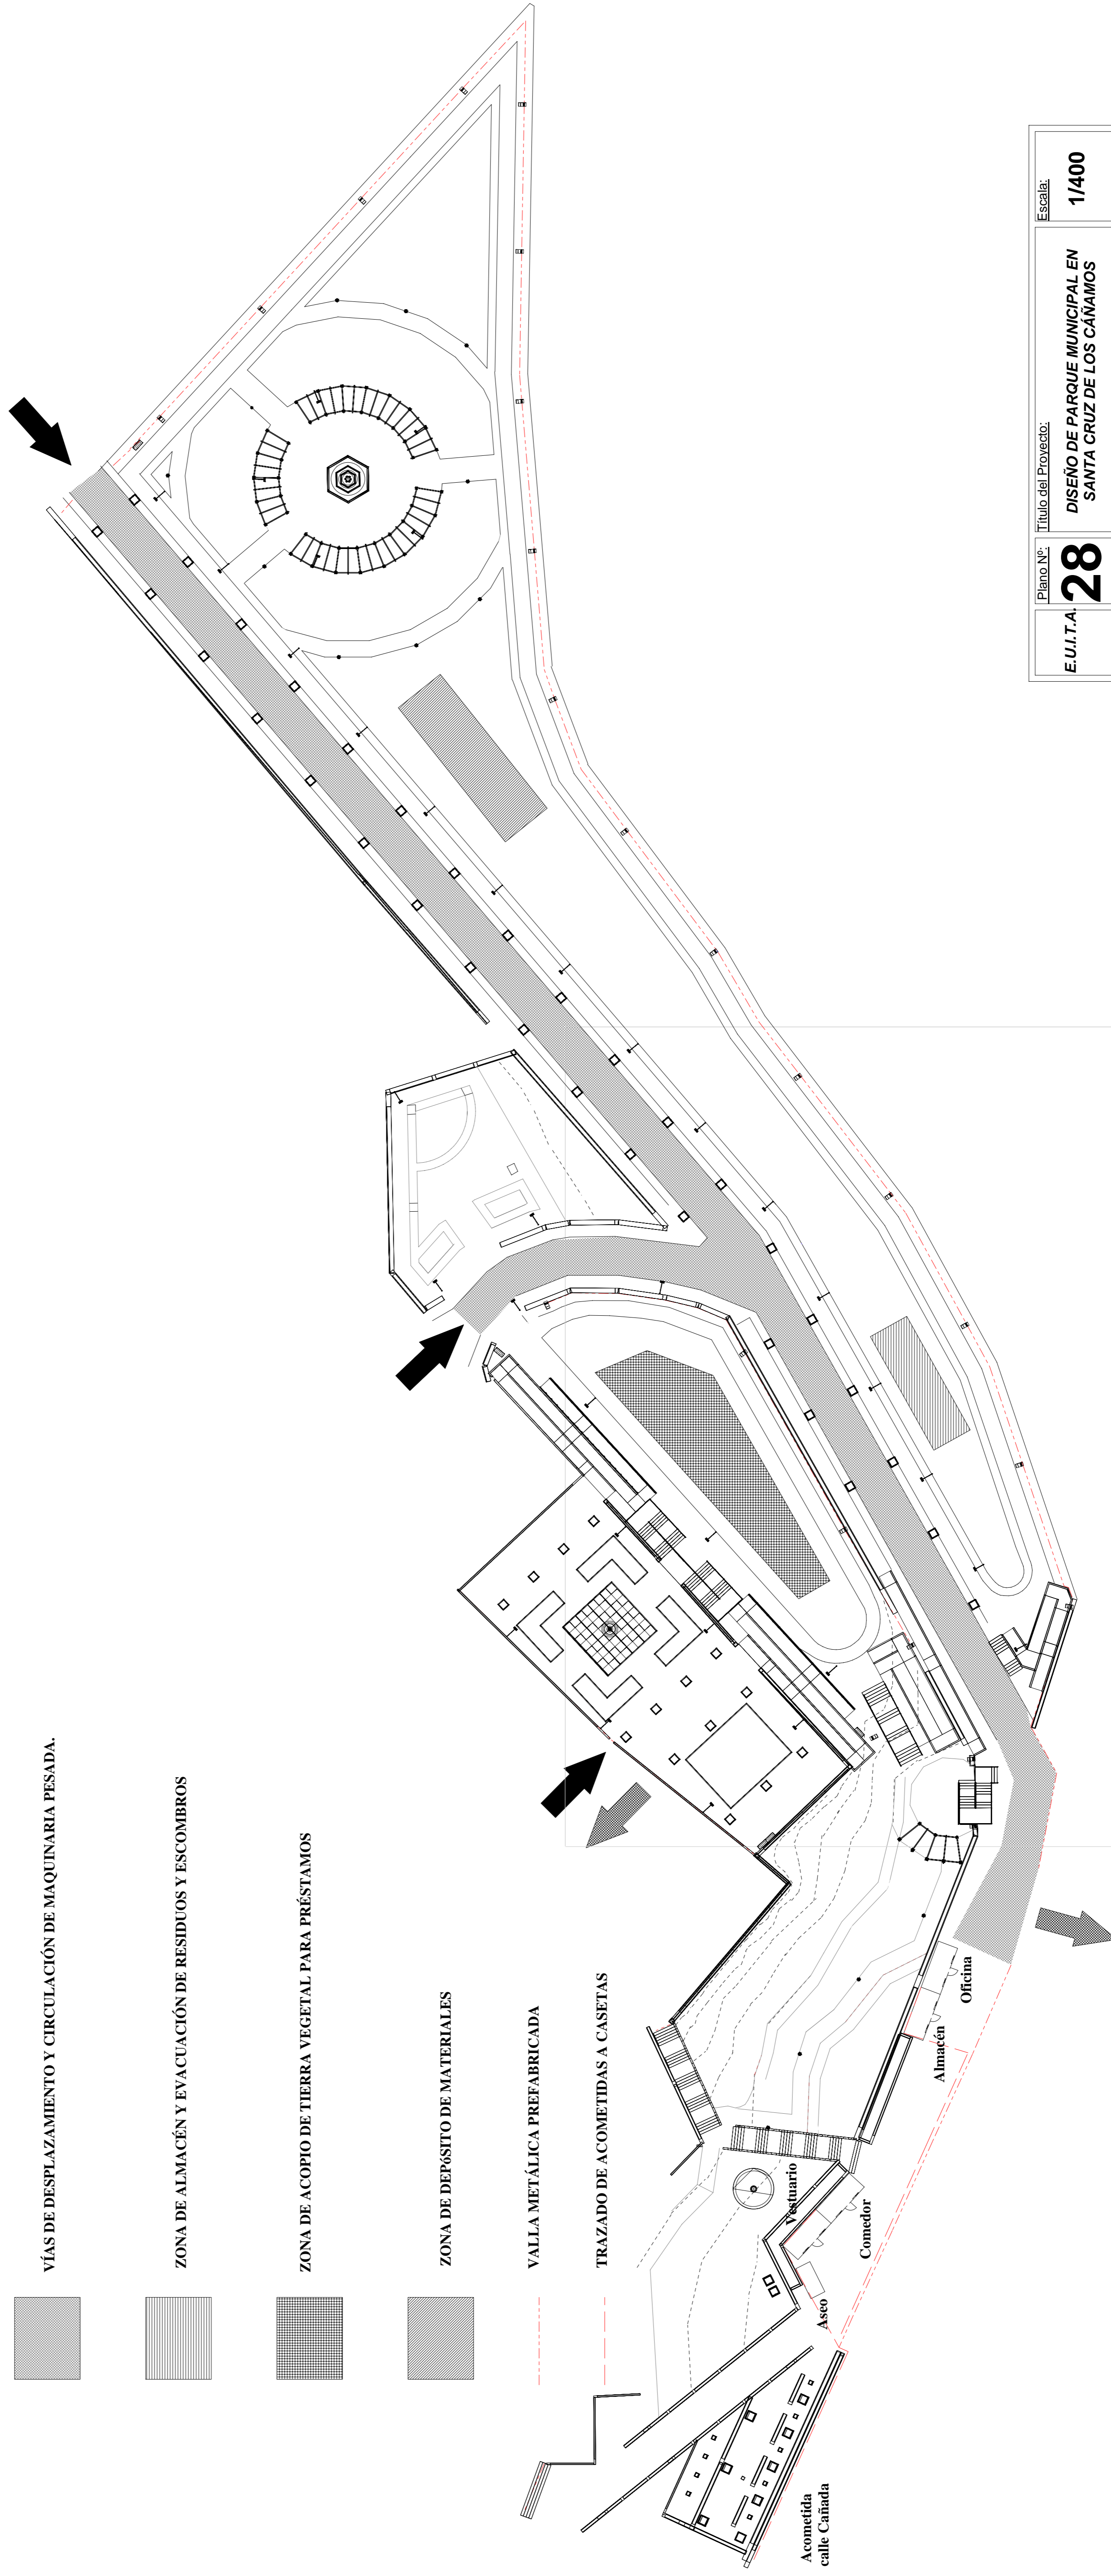 VÍAS DE DESPLAZAMIENTO Y CIRCULACIÓN DE MAQUINARIA PESADA.
ZONA DE ALMACÉN Y EVACUACIÓN DE RESIDUOS Y ESCOMBROS
ZONA DE ACOPIO DE TIERRA VEGETAL PARA PRÉSTAMOS
ZONA DE DEPóSITO DE MATERIALES
VALLA METÁLICA PREFABRICADA
TRAZADO DE ACOMETIDAS A CASETAS
Acometida
calle Cañada
Aseo
Vestuario
Comedor
Almacén
Oficina
E.U.I.T.A.
Plano Nº:
28
Título del Proyecto:
DISEÑO DE PARQUE MUNICIPAL EN
SANTA CRUZ DE LOS CÁÑAMOS
Escala:
1/400